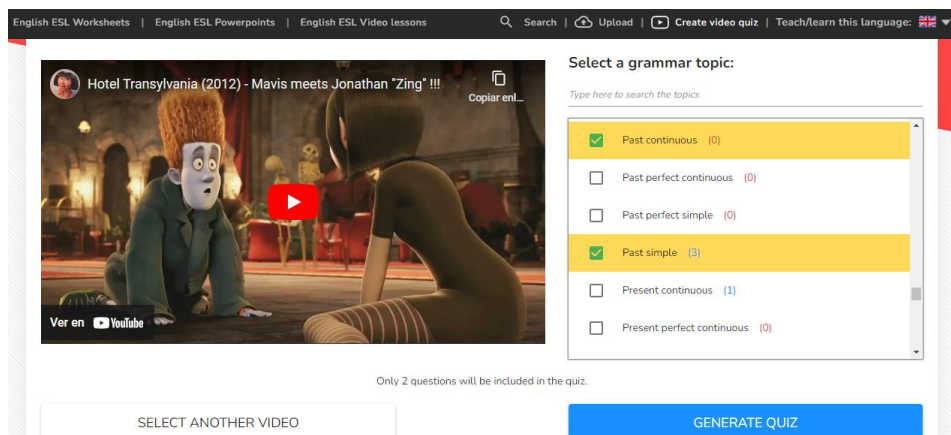 English ESL Worksheets | English ESL Powerpoints | English ESL Video lessons
Search | Upload | Create video quiz | Teach/learn this language:
Hotel Transylvania (2012) - Mavis meets Jonathan "Zing" !!!
Copiar enl...
Ver en YouTube
Select a grammar topic:
Type here to search the topics
Past continuous (0)
Past perfect continuous (0)
Past perfect simple (0)
Past simple (3)
Present continuous (1)
Present perfect continuous (0)
Only 2 questions will be included in the quiz.
SELECT ANOTHER VIDEO
GENERATE QUIZ